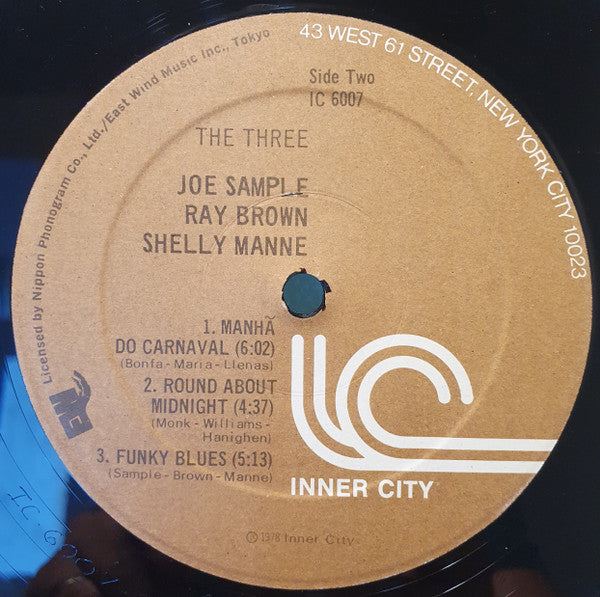 43 WEST 61 STREET, NEW YORK CITY 10023
Licensed by Nippon Phonogram Co., Ltd./East Wind Music Inc., Tokyo
Side Two
IC 6007
THE THREE
JOE SAMPLE
RAY BROWN
SHELLY MANNE
1. MANHÃ
DO CARNAVAL (6:02)
(Bonfa-Marra-Llenas)
2. ROUND ABOUT
MIDNIGHT (4:37)
(Monk-Williams-
Hanighen)
3. FUNKY BLUES (5:13)
(Sample-Brown-Manne)
INNER CITY
©1978 Inner City
IC 6007